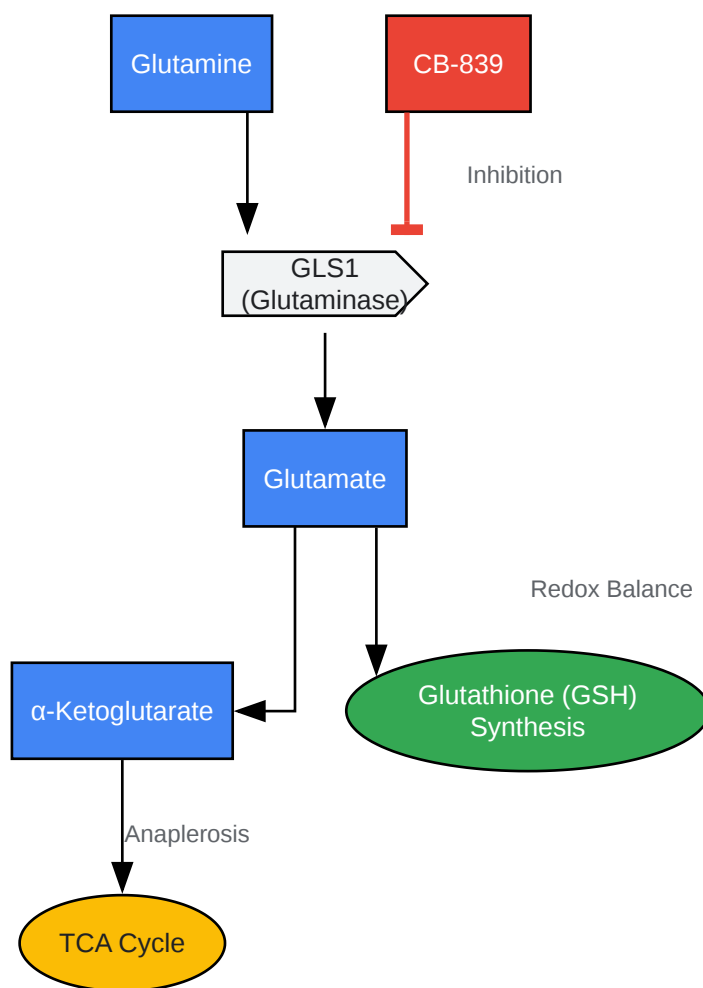 Glutamine
CB-839
Inhibition
GLS1
(Glutaminase)
Glutamate
Redox Balance
α-Ketoglutarate
Glutathione (GSH)
Synthesis
Anaplerosis
TCA Cycle